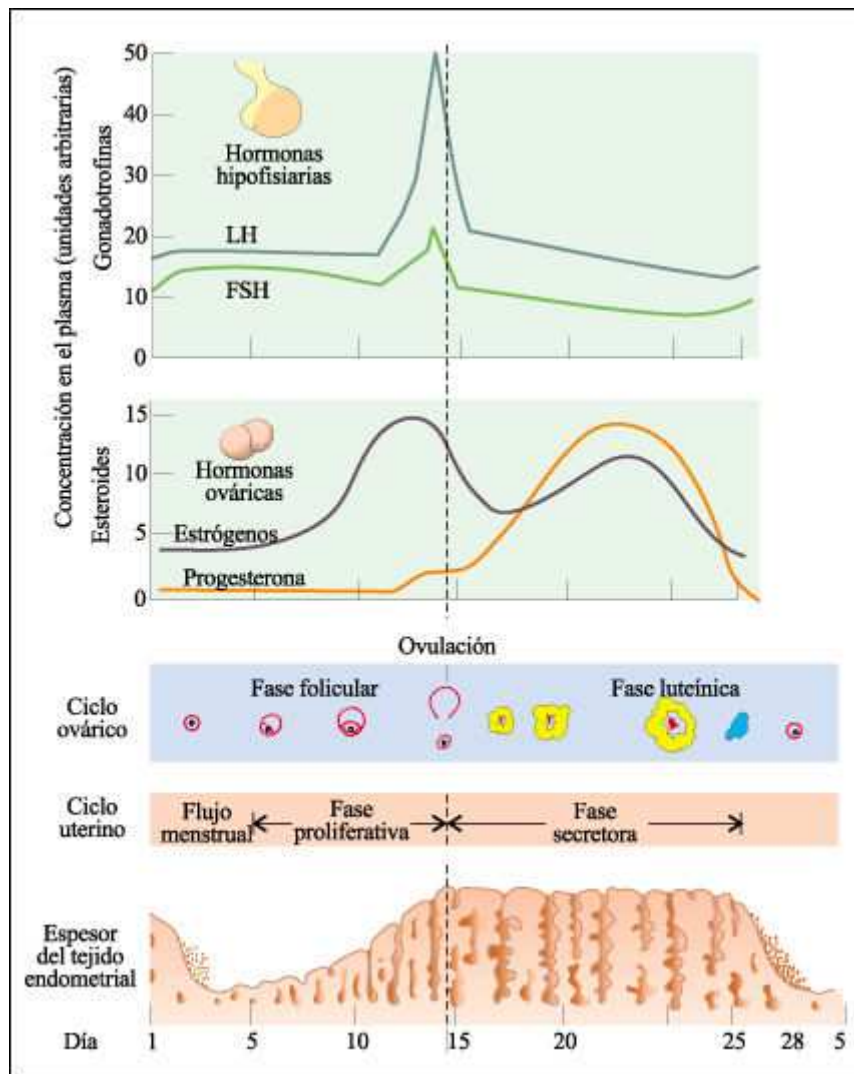 Concentración en el plasma (unidades arbitrarias)
Gonadotrofinas
50
40
30
20
10
0
Hormonas
hipofisiarias
LH
FSH
Esteroides
15
10
5
0
Hormonas
ováricas
Estrógenos
Progesterona
Ovulación
Ciclo
ovárico
Fase folicular
Fase luteínica
Ciclo
uterino
Flujo
menstrual
Fase
proliferativa
Fase
secretora
Espesor
del tejido
endometrial
Día
1 5 10 15 20 25 28 5